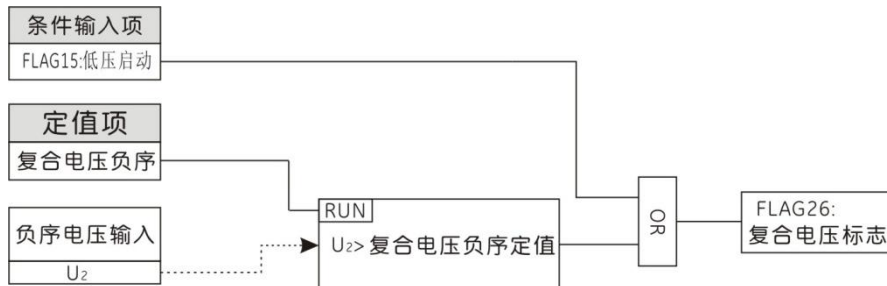 条件输入项
FLAG15:低压启动
定值项
复合电压负序
负序电压输入
U₂
RUN
U₂>复合电压负序定值
OR
FLAG26:
复合电压标志